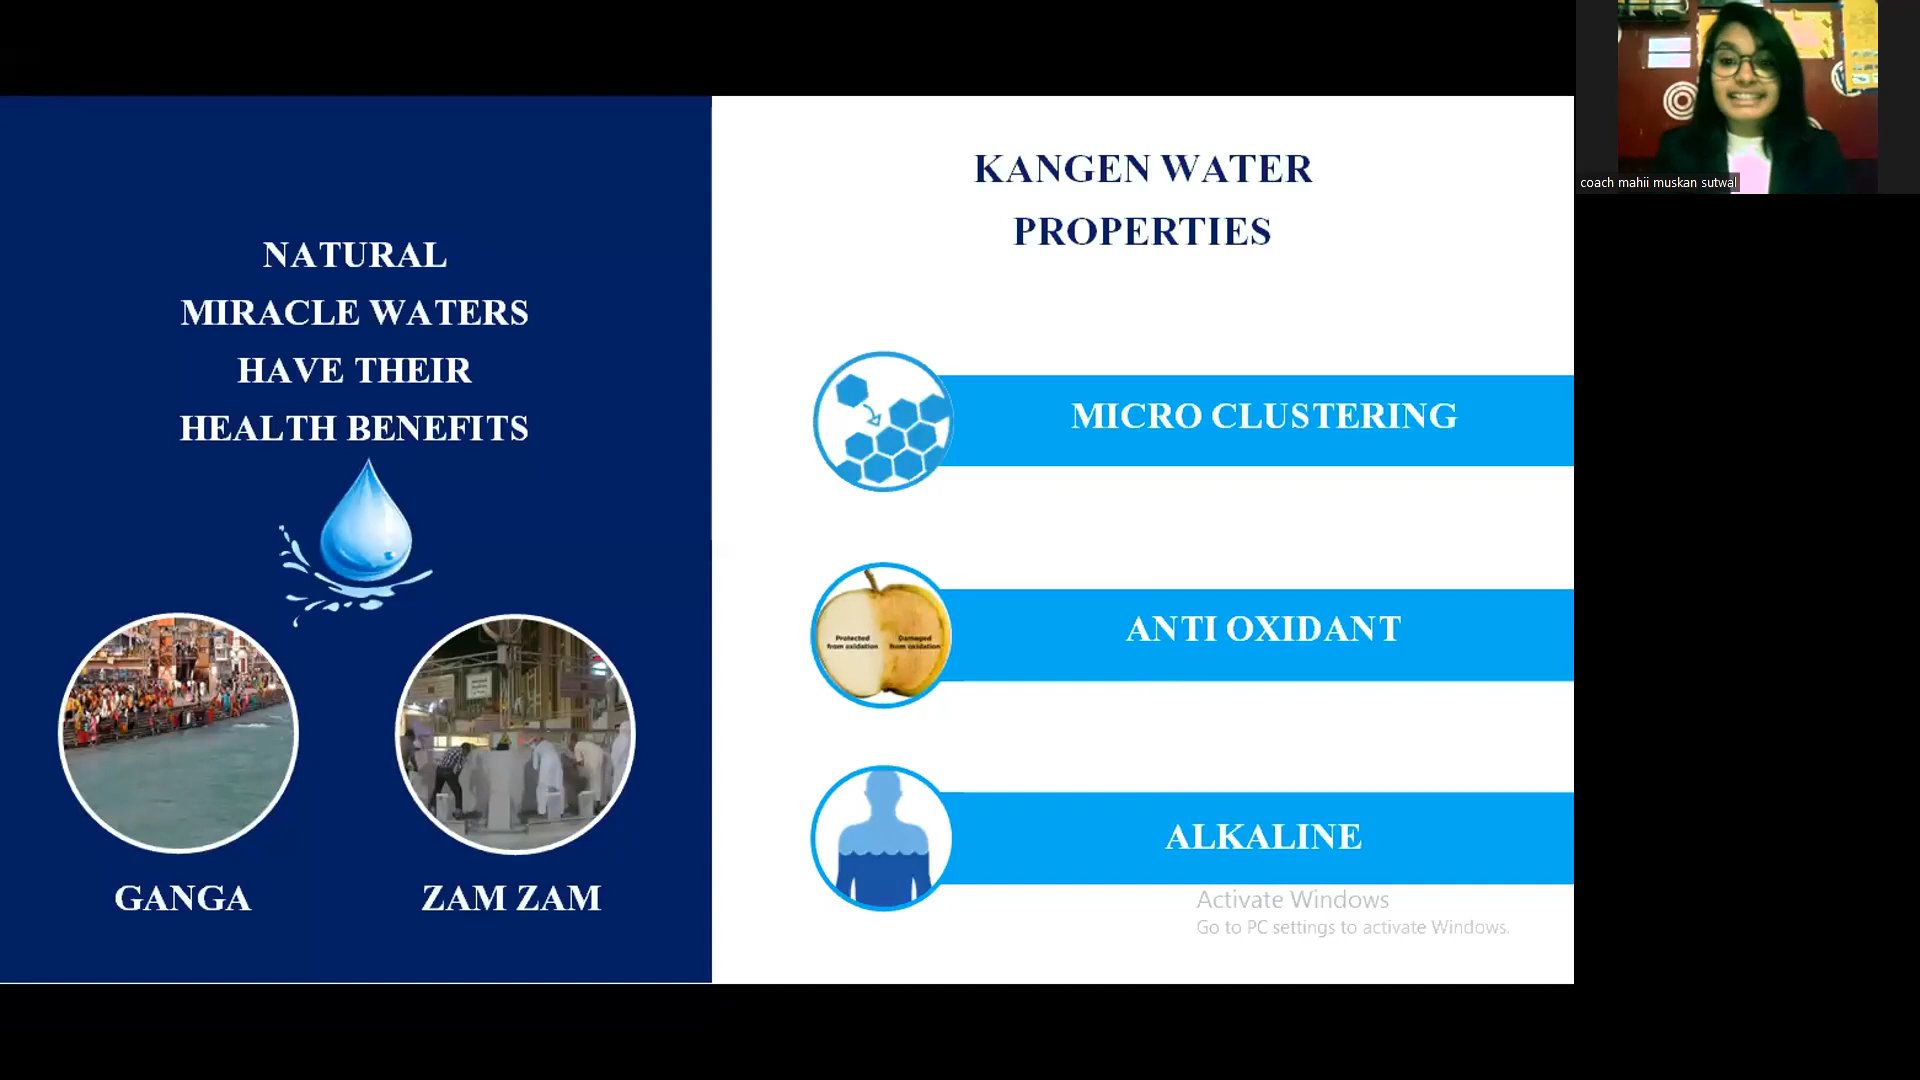 coach mahii muskan sutwal
NATURAL
MIRACLE WATERS
HAVE THEIR
HEALTH BENEFITS
GANGA
ZAM ZAM
KANGEN WATER
PROPERTIES
MICRO CLUSTERING
Protected
from oxidation
Damaged
from oxidation
ANTI OXIDANT
ALKALINE
Activate Windows
Go to PC settings to activate Windows.